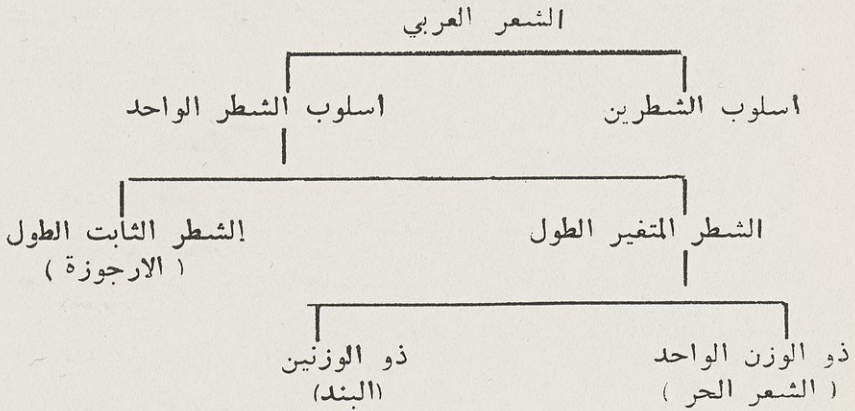 الشعر العربي
اسلوب الشطرين
اسلوب الشطر الواحد
الشطر المتغير الطول
الشطر الثابت الطول
( الارجوزة )
ذو الوزن الواحد
( الشعر الحر )
ذو الوزنين
(البند)